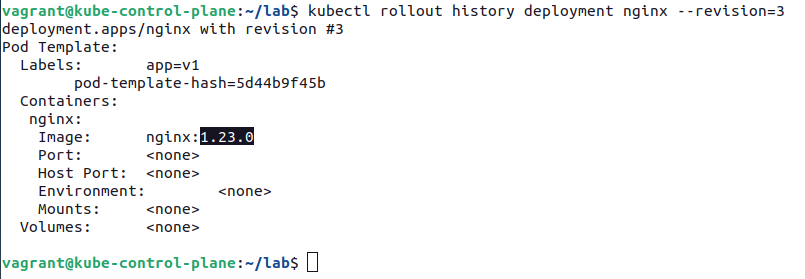 vagrant@kube-control-plane:~/lab$ kubectl rollout history deployment nginx --revision=3
deployment.apps/nginx with revision #3
Pod Template:
  Labels:       app=v1
        pod-template-hash=5d44b9f45b
  Containers:
   nginx:
    Image:      nginx:1.23.0
    Port:       <none>
    Host Port:  <none>
    Environment:        <none>
    Mounts:     <none>
  Volumes:      <none>
vagrant@kube-control-plane:~/lab$